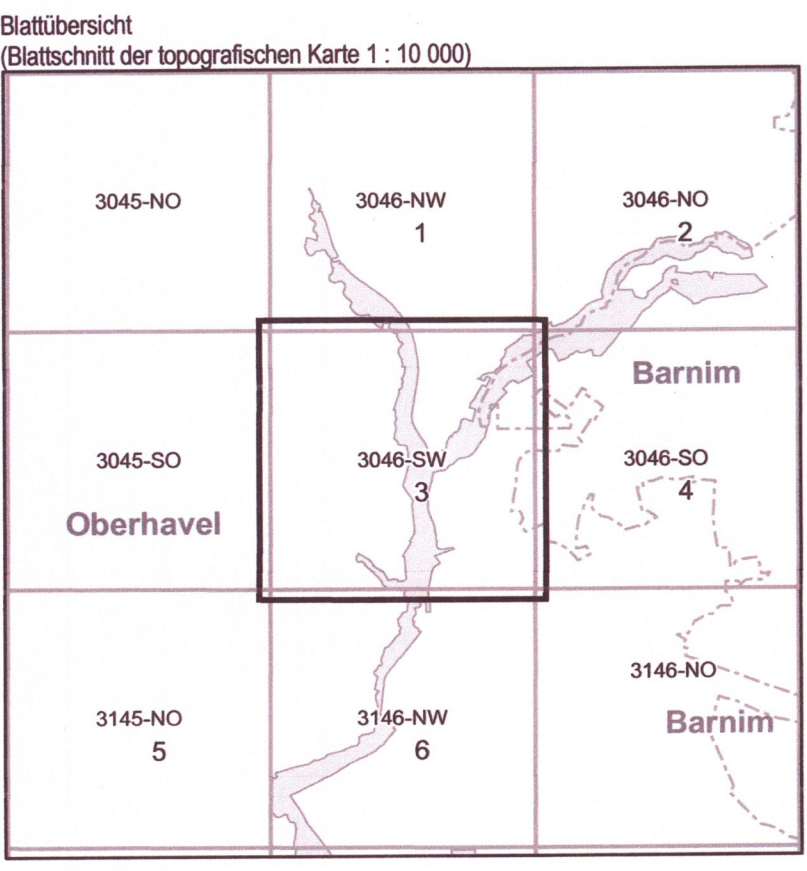 Blattübersicht
(Blattschnitt der topografischen Karte 1 : 10 000)
3045-NO
3046-NW
1
3046-NO
2
Barnim
3045-SO
3046-SW
3
3046-SO
4
Oberhavel
3146-NO
Barnim
3145-NO
5
3146-NW
6